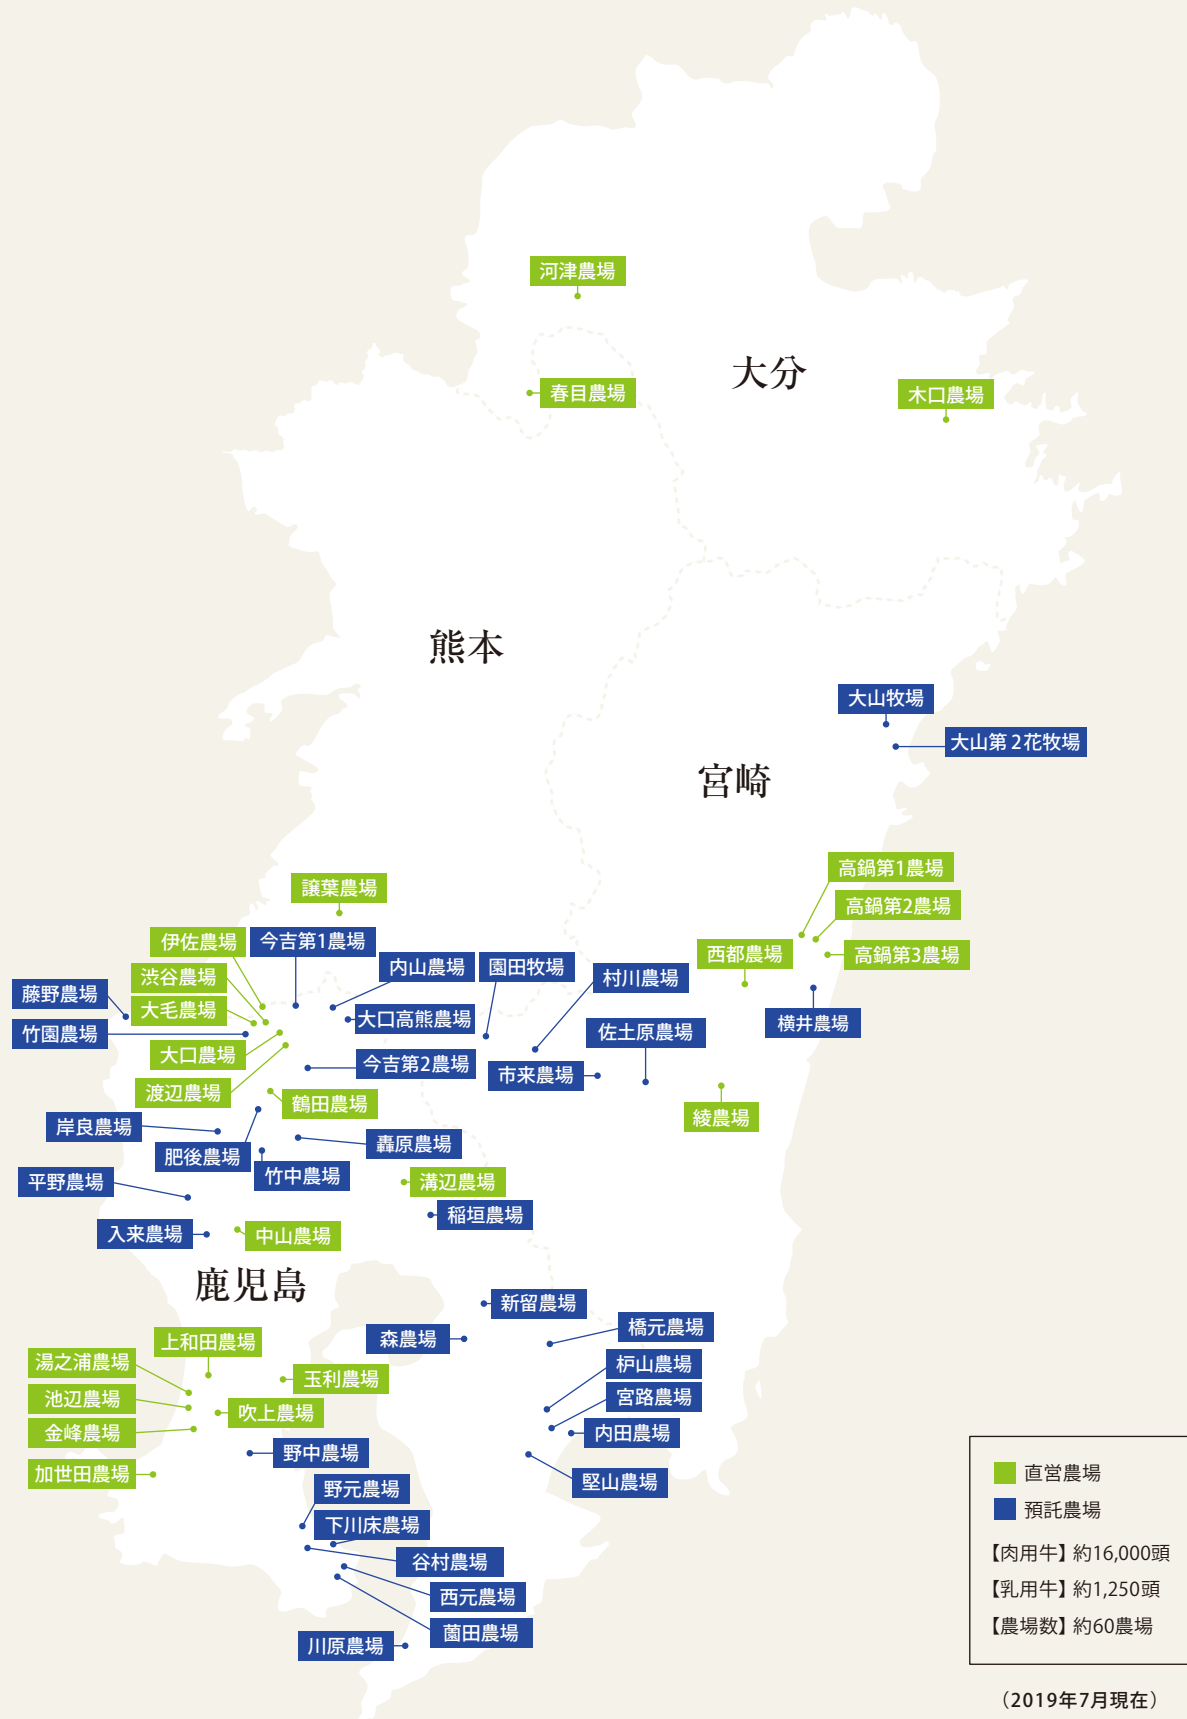 河津農場
大分
春目農場
木口農場
熊本
大山牧場
大山第2花牧場
宮崎
高鍋第1農場
譲葉農場
高鍋第2農場
伊佐農場
今吉第1農場
西都農場
高鍋第3農場
渋谷農場
内山農場
園田牧場
村川農場
藤野農場
大毛農場
大口高熊農場
横井農場
竹園農場
佐土原農場
大口農場
今吉第2農場
市来農場
渡辺農場
鶴田農場
綾農場
岸良農場
肥後農場
轟原農場
竹中農場
平野農場
溝辺農場
稲垣農場
入来農場
中山農場
鹿児島
新留農場
上和田農場
森農場
橋元農場
湯之浦農場
玉利農場
枦山農場
池辺農場
吹上農場
宮路農場
金峰農場
内田農場
野中農場
加世田農場
堅山農場
野元農場
下川床農場
谷村農場
西元農場
薗田農場
川原農場
直営農場
預託農場
【肉用牛】約16,000頭
【乳用牛】約1,250頭
【農場数】約60農場
（2019年7月現在）